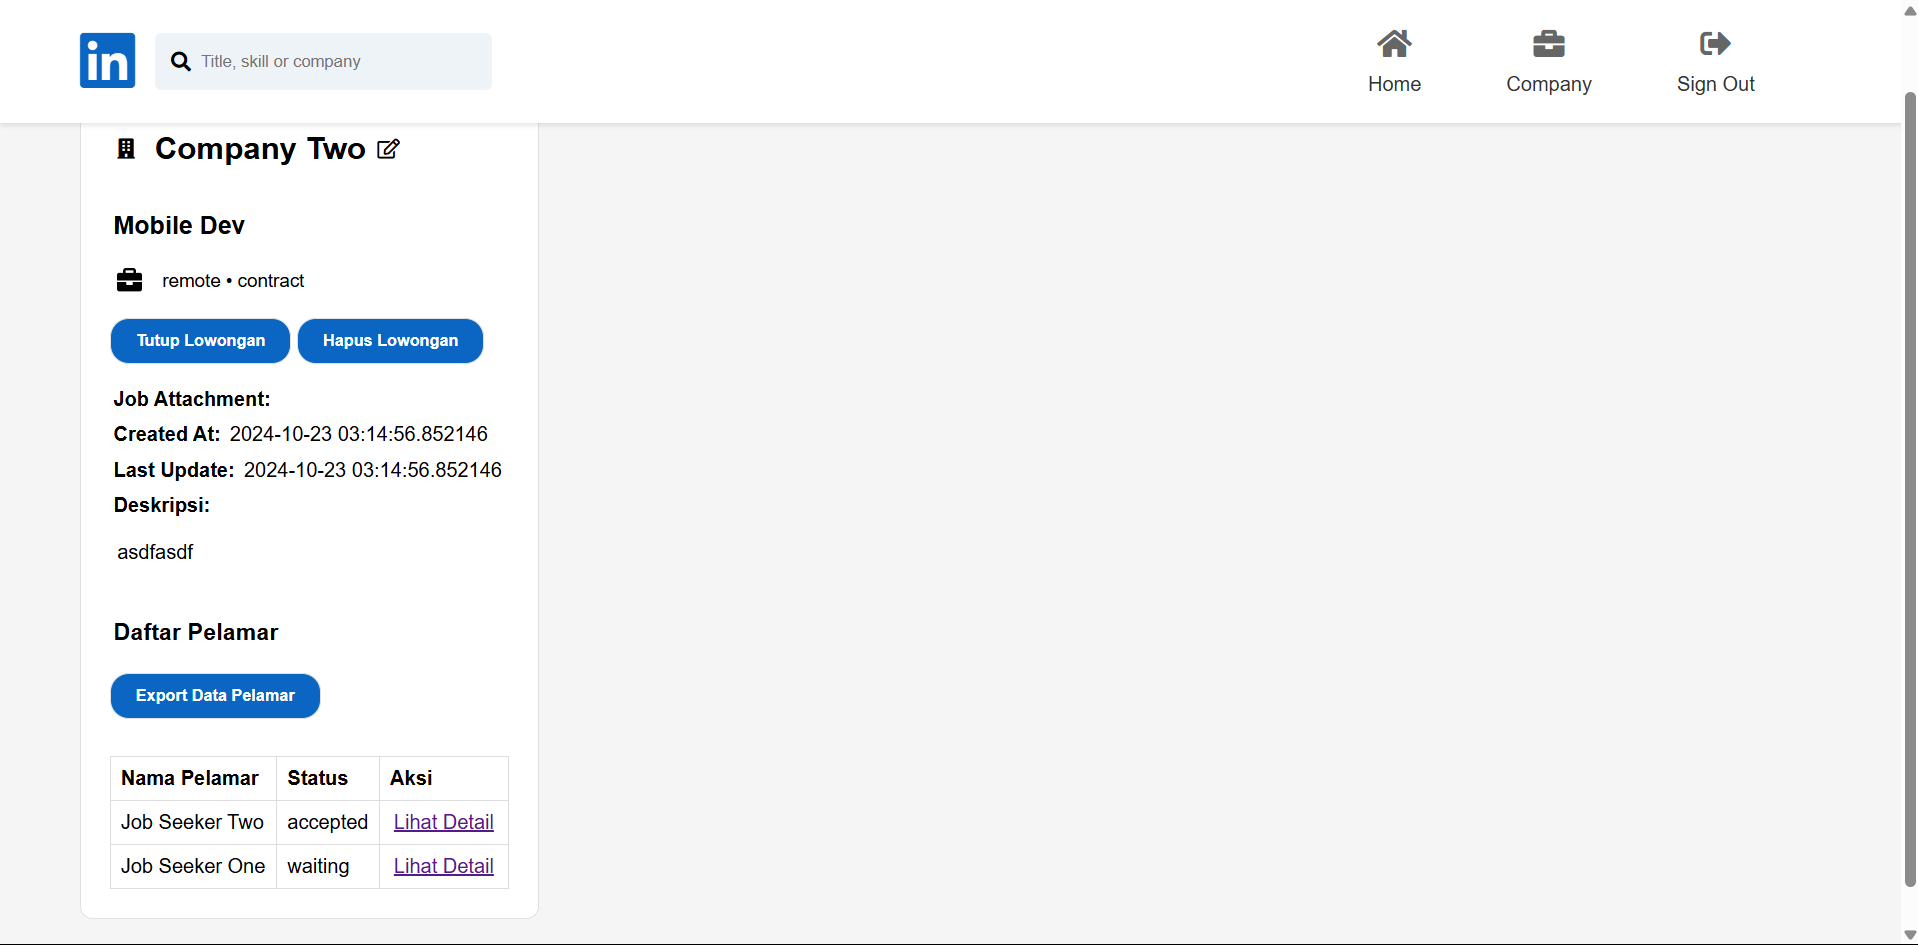 in
Title, skill or company
Home
Company
Sign Out
Company Two
Mobile Dev
remote • contract
Tutup Lowongan
Hapus Lowongan
Job Attachment:
Created At: 2024-10-23 03:14:56.852146
Last Update: 2024-10-23 03:14:56.852146
Deskripsi:
asdfasdf
Daftar Pelamar
Export Data Pelamar
Nama Pelamar Status Aksi
Job Seeker Two accepted Lihat Detail
Job Seeker One waiting Lihat Detail